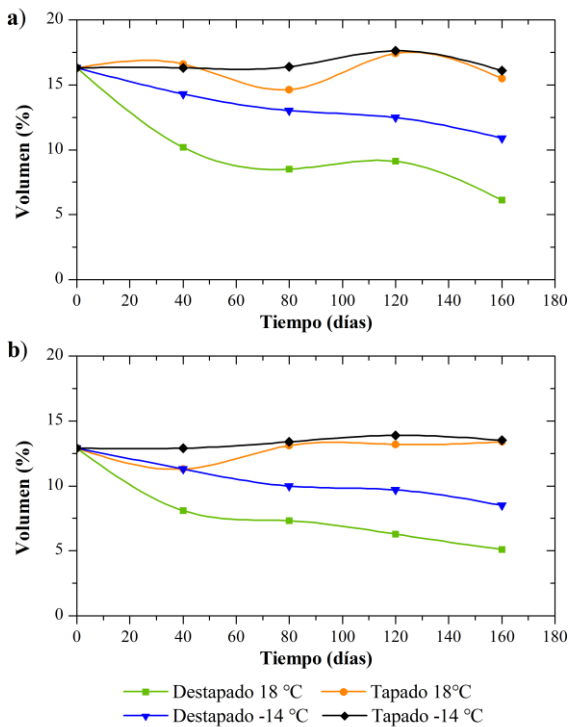 a)
20
15
10
5
0
Volumen (%)
0 20 40 60 80 100 120 140 160 180
Tiempo (días)
b)
20
15
10
5
0
Volumen (%)
0 20 40 60 80 100 120 140 160 180
Tiempo (días)
Destapado 18 °C Tapado 18°C
Destapado -14 °C Tapado -14 °C